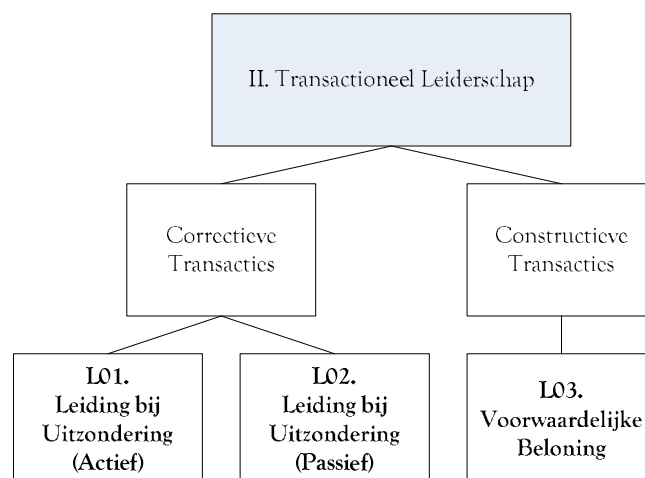 II. Transactioneel Leiderschap
Correctieve
Transacties
Constructieve
Transacties
L01.
Leiding bij
Uitzondering
(Actief)
L02.
Leiding bij
Uitzondering
(Passief)
L03.
Voorwaardelijke
Beloning